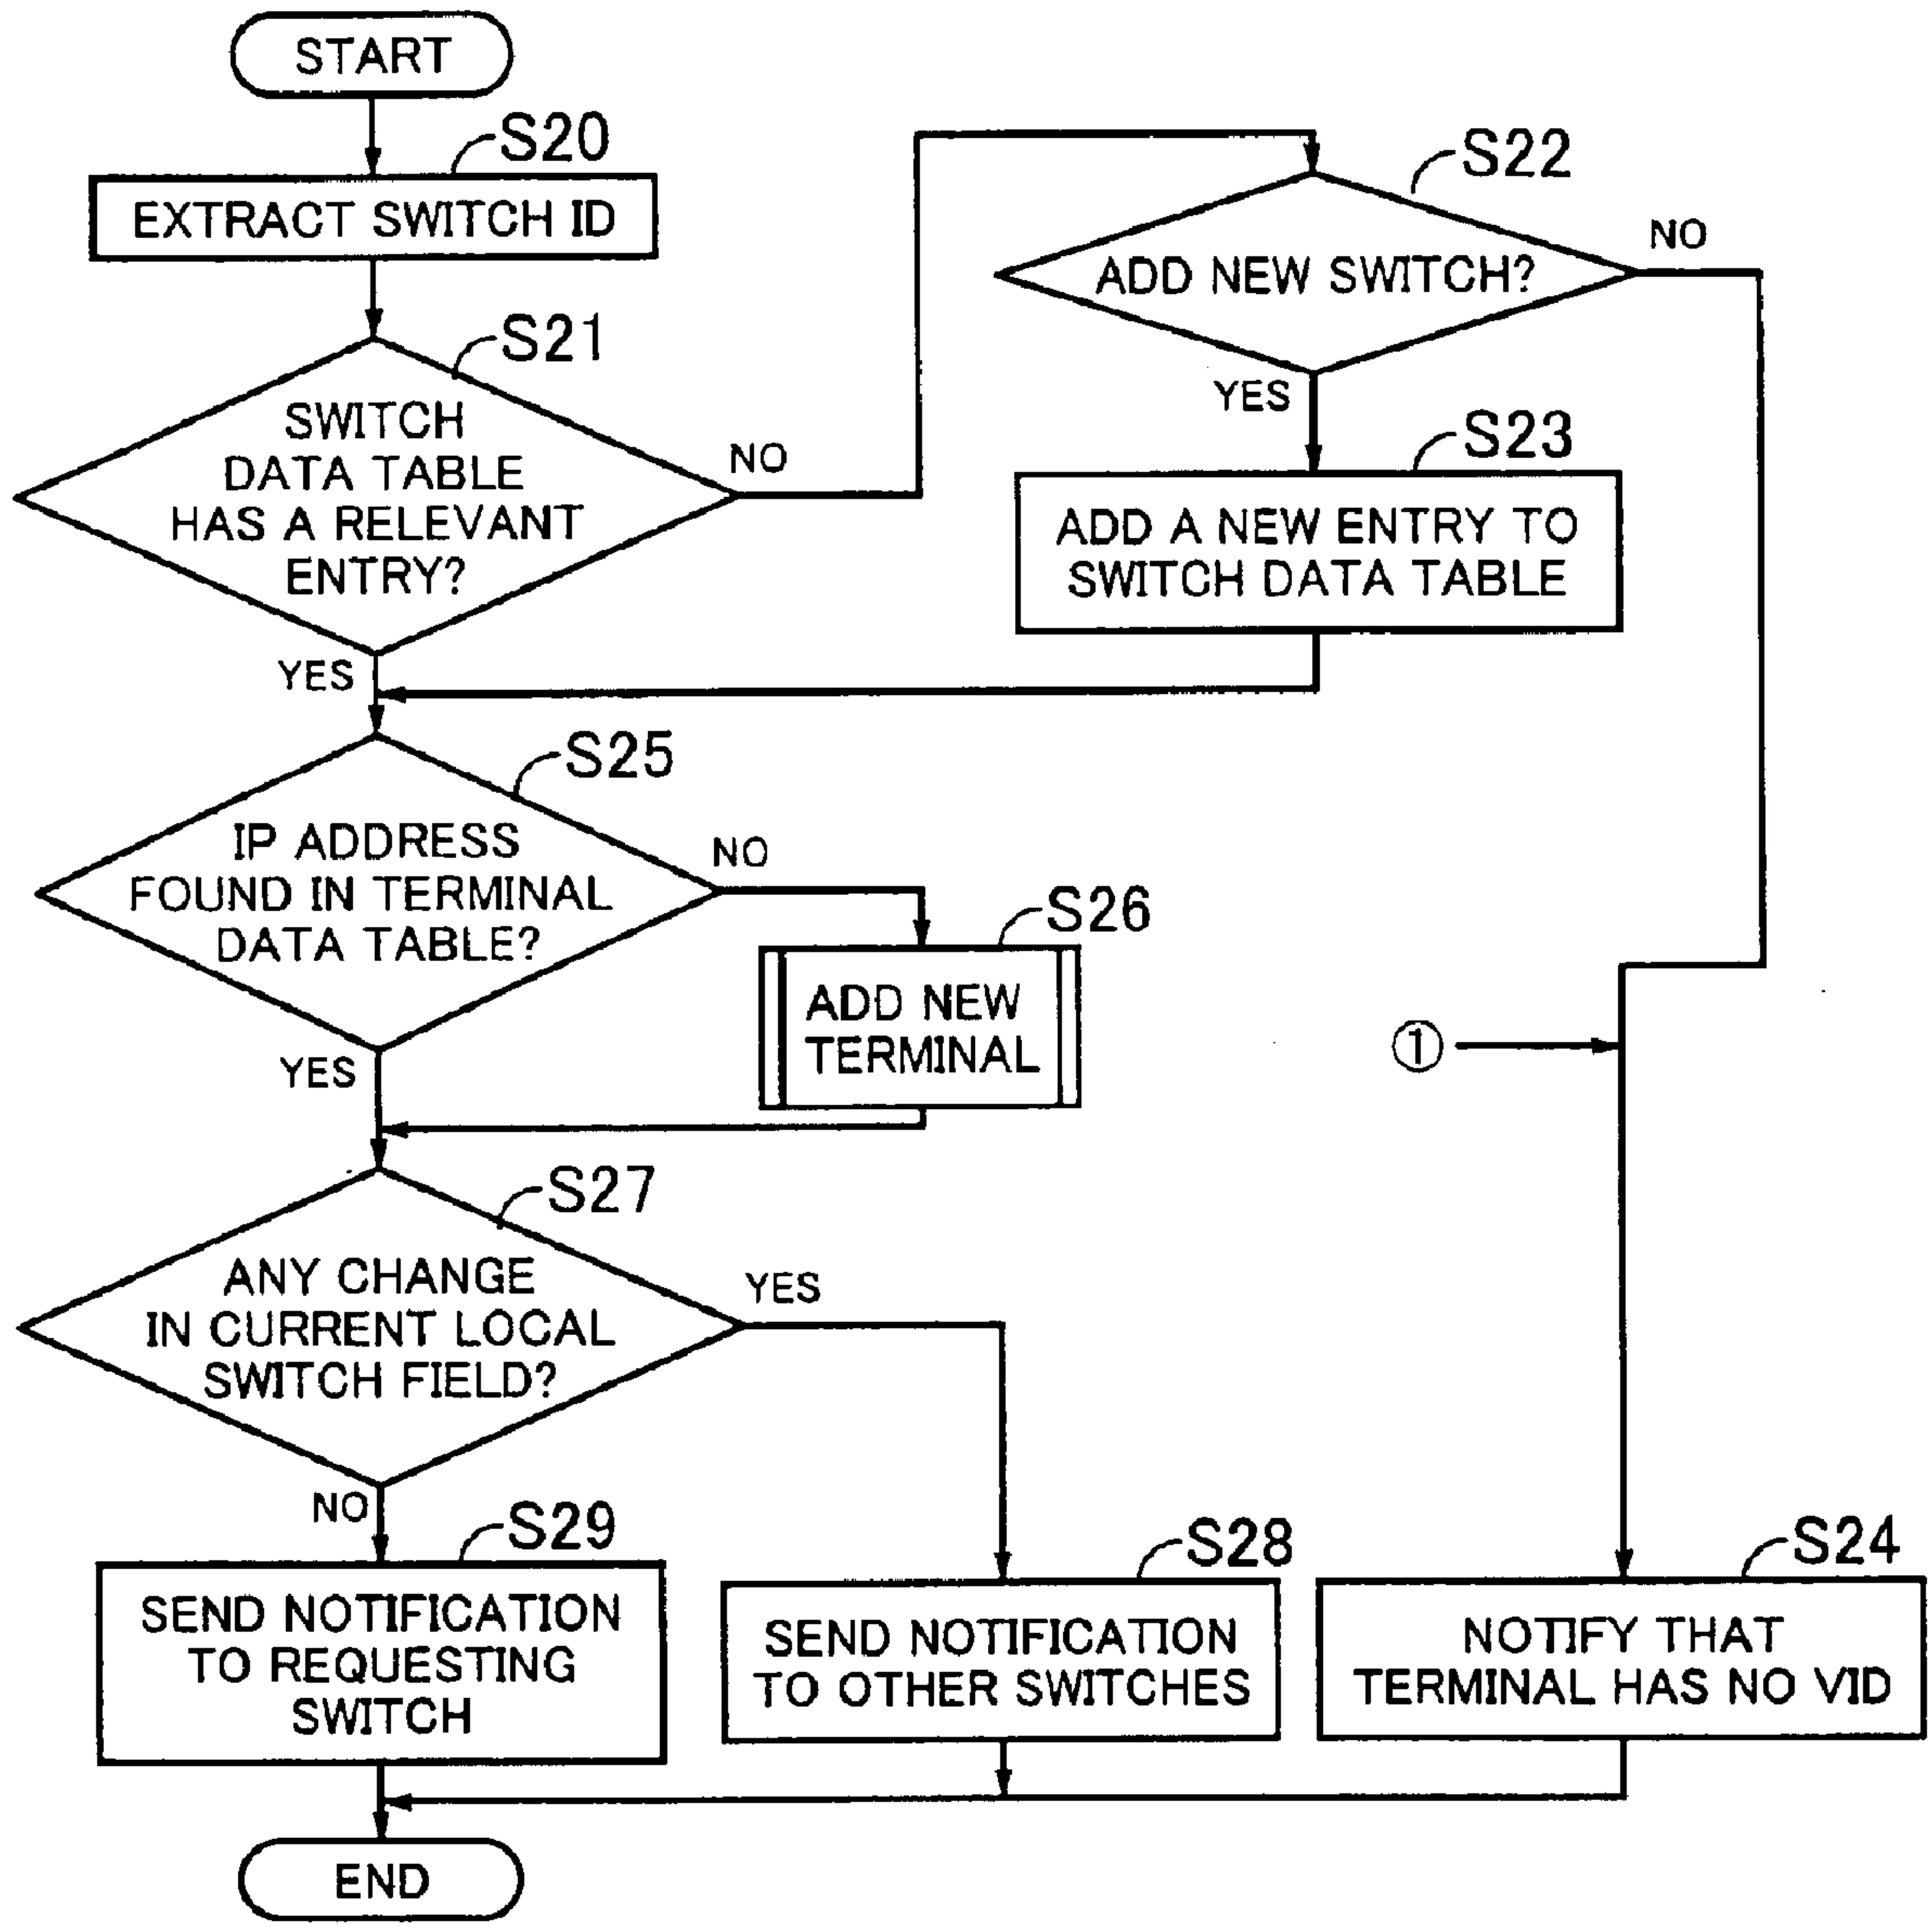 START
S20
EXTRACT SWITCH ID
S21
SWITCH
DATA TABLE
HAS A RELEVANT
ENTRY?
NO
YES
S22
ADD NEW SWITCH?
NO
YES
S23
ADD A NEW ENTRY TO
SWITCH DATA TABLE
S25
IP ADDRESS
FOUND IN TERMINAL
DATA TABLE?
NO
YES
S26
ADD NEW
TERMINAL
①
S27
ANY CHANGE
IN CURRENT LOCAL
SWITCH FIELD?
YES
NO
S29
SEND NOTIFICATION
TO REQUESTING
SWITCH
S28
SEND NOTIFICATION
TO OTHER SWITCHES
S24
NOTIFY THAT
TERMINAL HAS NO VID
END